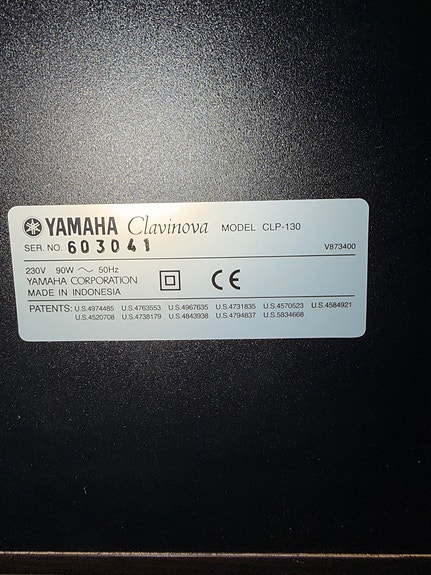 YAMAHA Clavinova MODEL CLP-130
SER. NO. 603041 V873400
230V 90W ~ 50Hz
YAMAHA CORPORATION CE
MADE IN INDONESIA
PATENTS: U.S.4974485 U.S.4763553 U.S.4967635 U.S.4731835 U.S.4570523 U.S.4584921
U.S.4520708 U.S.4738179 U.S.4843938 U.S.4794837 U.S.5834668